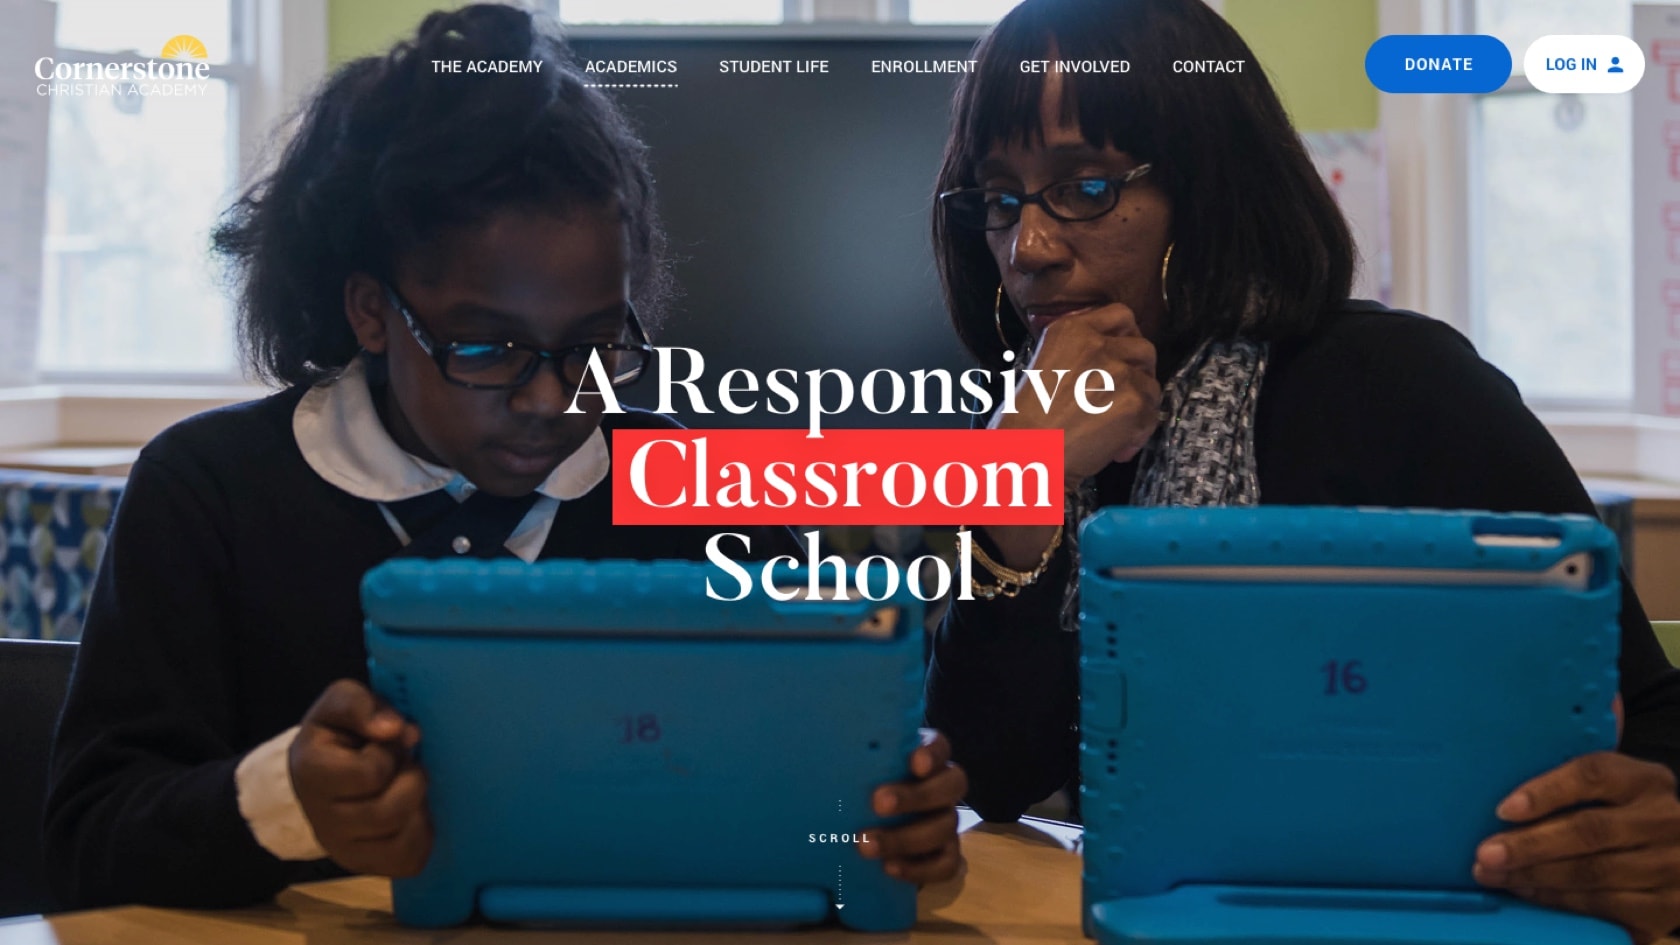 Cornerstone
CHRISTIAN ACADEMY
THE ACADEMY
ACADEMICS
STUDENT LIFE
ENROLLMENT
GET INVOLVED
CONTACT
DONATE
LOG IN
A Responsive
Classroom
School
18
16
SCROLL